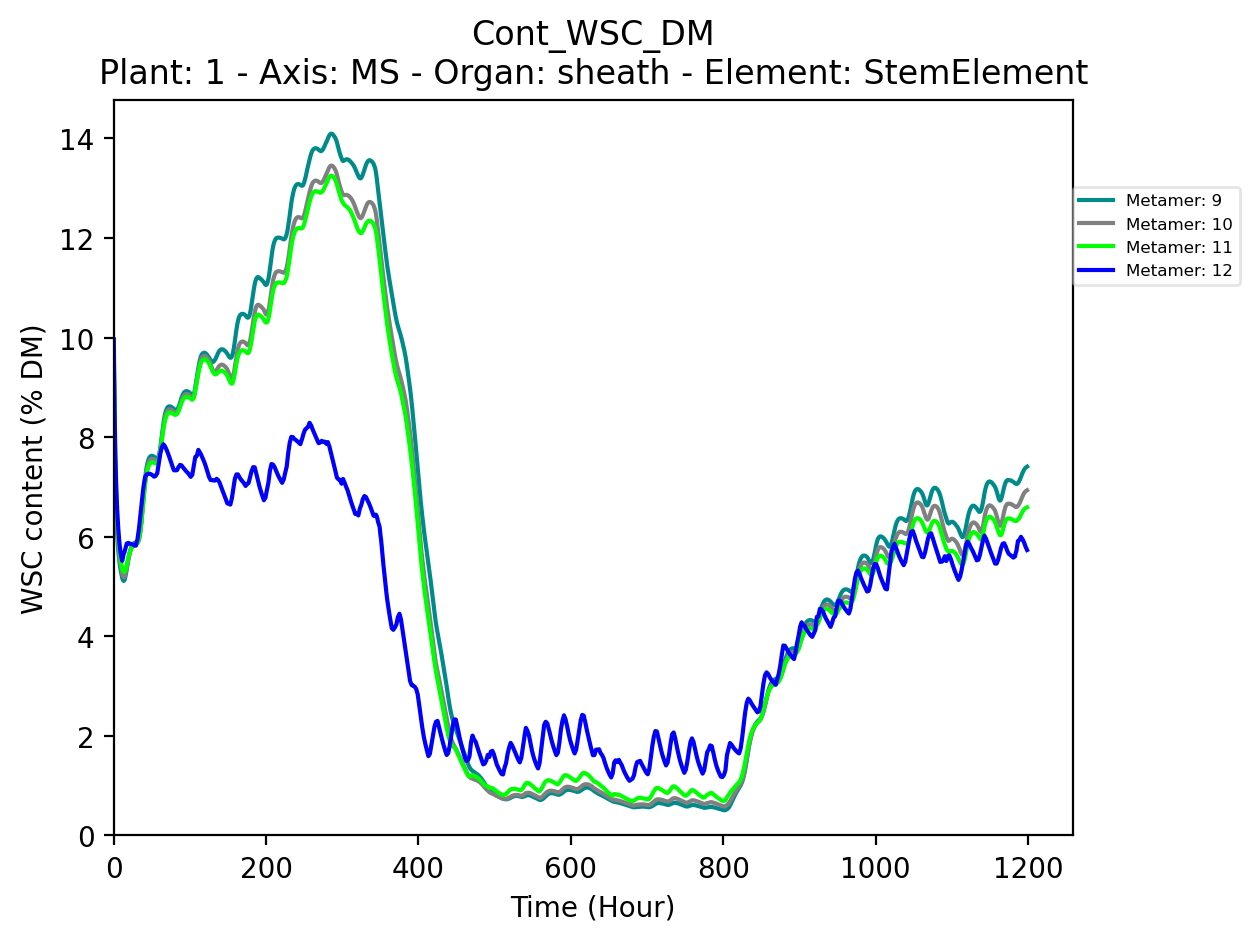 Cont_WSC_DM
Plant: 1 - Axis: MS - Organ: sheath - Element: StemElement
WSC content (% DM)
14
12
10
8
6
4
2
0
0 200 400 600 800 1000 1200
Time (Hour)
Metamer: 9
Metamer: 10
Metamer: 11
Metamer: 12